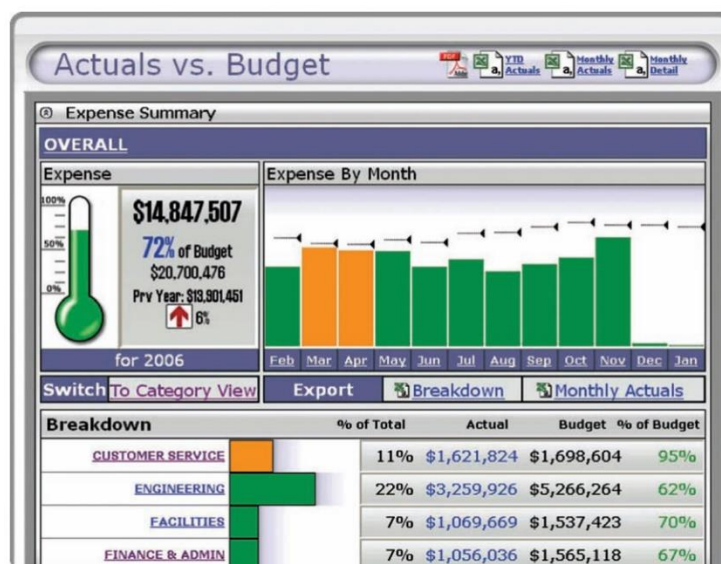 Actuals vs. Budget
PDF
YTD Actuals
Monthly Actuals
Monthly Detail
Expense Summary
OVERALL
Expense
Expense By Month
100%
50%
0%
$14,847,507
72% of Budget
$20,700,476
Prv Year: $13,901,451
6%
for 2006
Feb Mar Apr May Jun Jul Aug Sep Oct Nov Dec Jan
Switch To Category View
Export Breakdown Monthly Actuals
Breakdown % of Total Actual Budget % of Budget
CUSTOMER SERVICE 11% $1,621,824 $1,698,604 95%
ENGINEERING 22% $3,259,926 $5,266,264 62%
FACILITIES 7% $1,069,669 $1,537,423 70%
FINANCE & ADMIN 7% $1,056,036 $1,565,118 67%